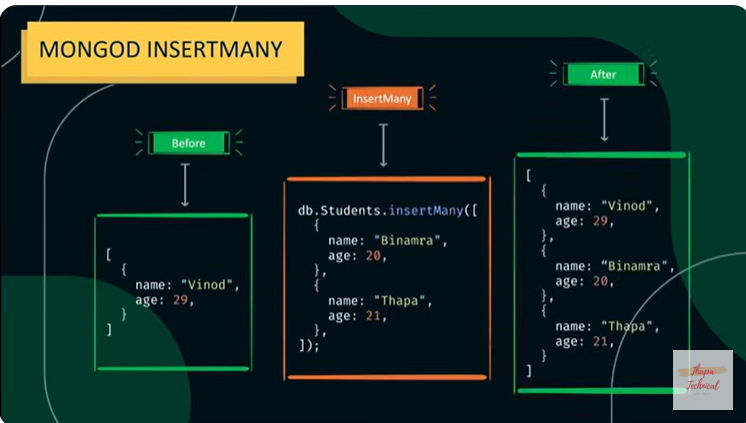 MONGOD INSERTMANY
Before
[
{
name: "Vinod",
age: 29,
}
]
InsertMany
db.Students.insertMany([
{
name: "Binamra",
age: 20,
},
{
name: "Thapa",
age: 21,
},
]);
After
[
{
name: "Vinod",
age: 29,
},
{
name: “Binamra",
age: 20,
},
{
name: "Thapa",
age: 21,
}
]
Thapa
Technical